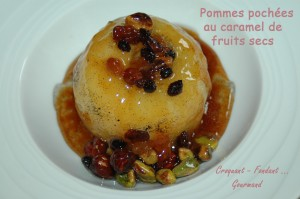 Pommes pochées
au caramel de
fruits secs
Croquant - Fondant ...
Gourmand